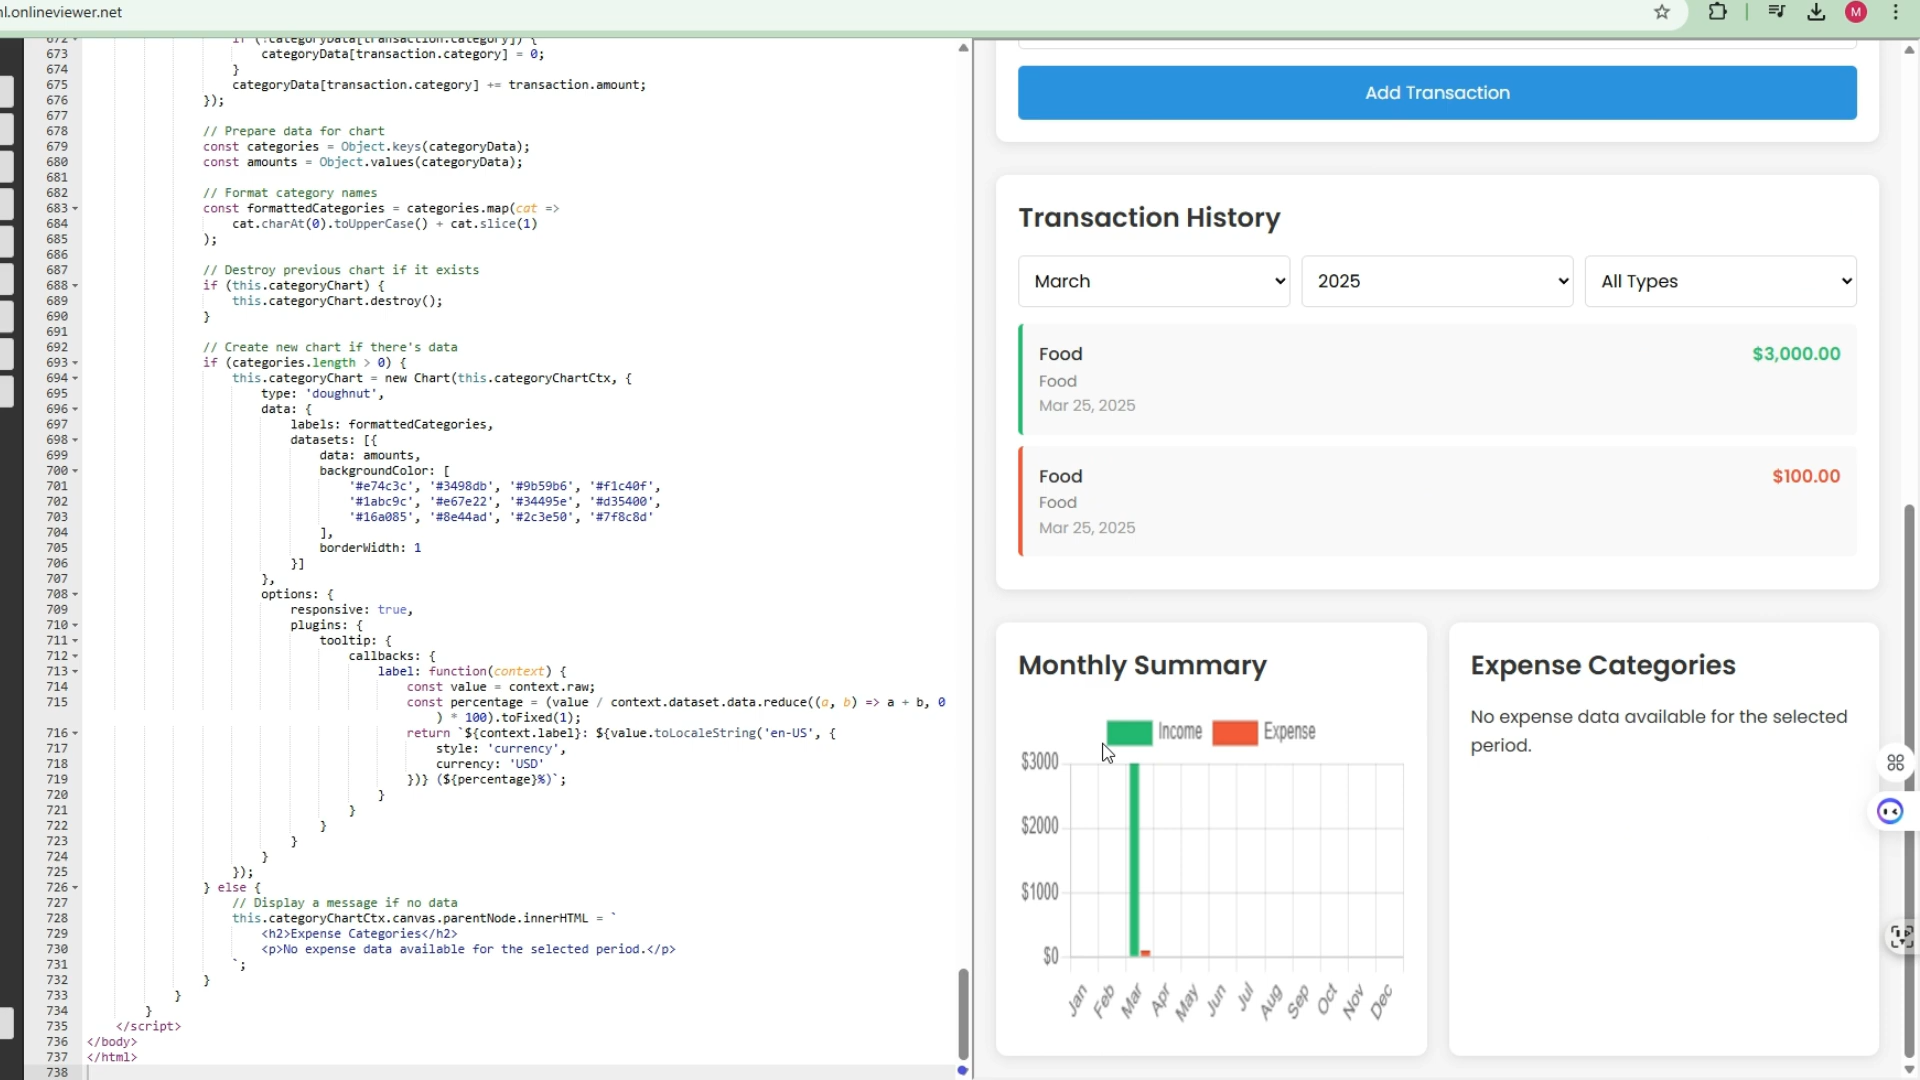 nl.onlineviewer.net
M
672 if (!categoryData[transaction.category]) {
673 categoryData[transaction.category] = 0;
674 }
675 categoryData[transaction.category] += transaction.amount;
676 });
677
678 // Prepare data for chart
679 const categories = Object.keys(categoryData);
680 const amounts = Object.values(categoryData);
681
682 // Format category names
683 const formattedCategories = categories.map(cat =>
684 cat.charAt(0).toUpperCase() + cat.slice(1)
685 );
686
687 // Destroy previous chart if it exists
688 if (this.categoryChart) {
689 this.categoryChart.destroy();
690 }
691
692 // Create new chart if there's data
693 if (categories.length > 0) {
694 this.categoryChart = new Chart(this.categoryChartCtx, {
695 type: 'doughnut',
696 data: {
697 labels: formattedCategories,
698 datasets: [{
699 data: amounts,
700 backgroundColor: [
701 '#e74c3c', '#3498db', '#9b59b6', '#f1c40f',
702 '#1abc9c', '#e67e22', '#34495e', '#d35400',
703 '#16a085', '#8e44ad', '#2c3e50', '#7f8c8d'
704 ],
705 borderWidth: 1
706 }]
707 },
708 options: {
709 responsive: true,
710 plugins: {
711 tooltip: {
712 callbacks: {
713 label: function(context) {
714 const value = context.raw;
715 const percentage = (value / context.dataset.data.reduce((a, b) => a + b, 0
) * 100).toFixed(1);
716 return `${context.label}: ${value.toLocaleString('en-US', {
717 style: 'currency',
718 currency: 'USD'
719 })} (${percentage}%)`;
720 }
721 }
722 }
723 }
724 }
725 });
726 } else {
727 // Display a message if no data
728 this.categoryChartCtx.canvas.parentNode.innerHTML = `
729 <h2>Expense Categories</h2>
730 <p>No expense data available for the selected period.</p>
731 `;
732 }
733 }
734 }
735 </script>
736 </body>
737 </html>
738
Add Transaction
Transaction History
March 2025 All Types
Food $3,000.00
Food
Mar 25, 2025
Food $100.00
Food
Mar 25, 2025
Monthly Summary
Income Expense
$3000
$2000
$1000
$0
Jan Feb Mar Apr May Jun Jul Aug Sep Oct Nov Dec
Expense Categories
No expense data available for the selected
period.